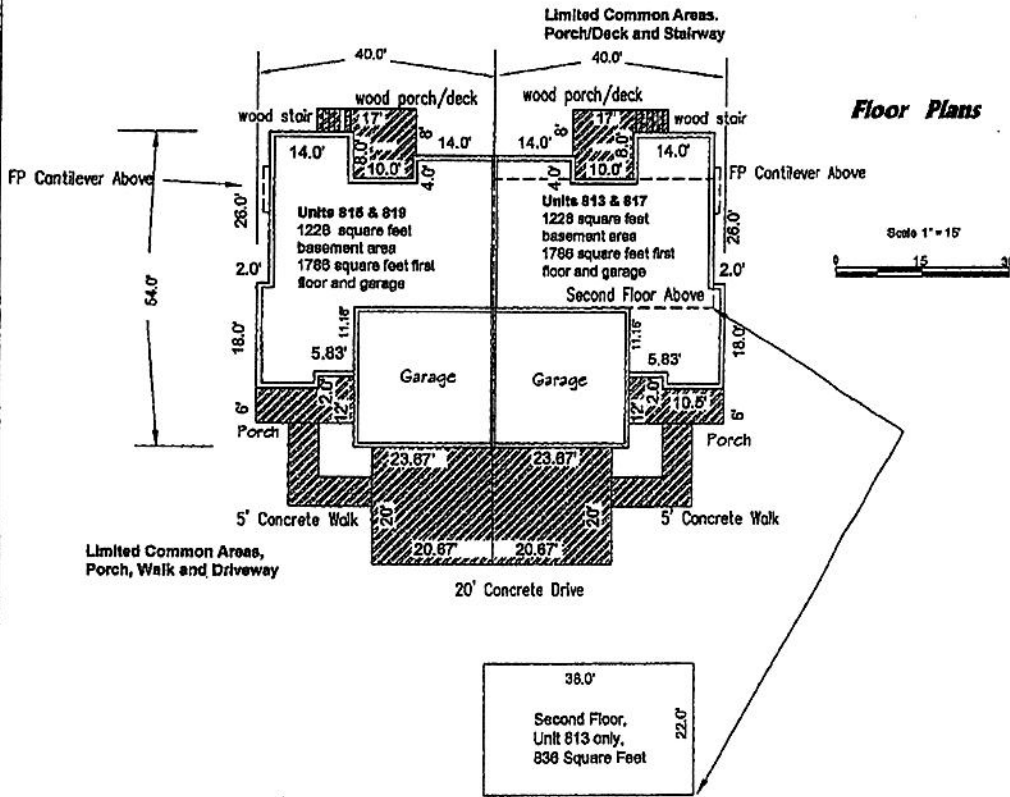 Limited Common Areas.
Porch/Deck and Stairway
40.0'
40.0'
wood porch/deck
wood porch/deck
Floor Plans
wood stair
17'
8'
14.0'
14.0'
8'
17'
wood stair
14.0'
8.0'
10.0'
4.0'
4.0'
10.0'
8.0'
14.0'
FP Cantilever Above
FP Cantilever Above
26.0'
Units 815 & 819
1228 square feet
basement area
1786 square feet first
floor and garage
Units 813 & 817
1228 square feet
basement area
1786 square feet first
floor and garage
26.0'
Scale 1" = 15'
0 15 30
2.0'
2.0'
54.0'
Second Floor Above
18.0'
11.16'
11.16'
18.0'
5.83'
5.83'
Garage
Garage
2.0'
12'
12'
2.0'
10.5'
6'
6'
Porch
Porch
23.67'
23.67'
5' Concrete Walk
20'
20'
5' Concrete Walk
Limited Common Areas,
Porch, Walk and Driveway
20.67'
20.67'
20' Concrete Drive
38.0'
Second Floor,
Unit 813 only,
836 Square Feet
22.0'